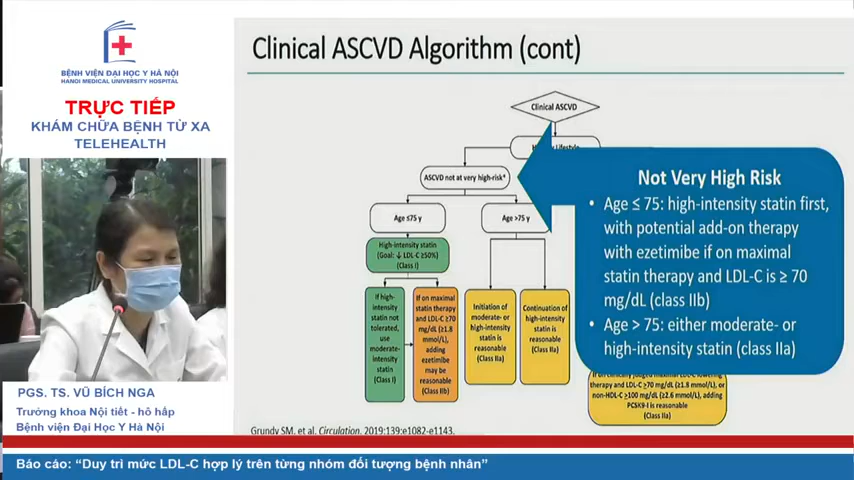 BỆNH VIỆN ĐẠI HỌC Y HÀ NỘI
HANOI MEDICAL UNIVERSITY HOSPITAL
TRỰC TIẾP
KHÁM CHỮA BỆNH TỪ XA
TELEHEALTH
PGS. TS. VŨ BÍCH NGA
Trưởng khoa Nội tiết - hô hấp
Bệnh viện Đại Học Y Hà Nội
Clinical ASCVD Algorithm (cont)
Clinical ASCVD
ASCVD not at very high-risk*
Age ≤75 y
Age >75 y
High-intensity statin
(Goal: ↓ LDL-C ≥50%)
(Class I)
If high-
intensity
statin not
tolerated,
use
moderate-
intensity
statin
(Class I)
If on maximal
statin therapy
and LDL-C ≥70
mg/dL (≥1.8
mmol/L),
adding
ezetimibe
may be
reasonable
(Class IIb)
Initiation of
moderate- or
high-intensity
statin is
reasonable
(Class IIa)
Continuation of
high-intensity
statin is
reasonable
(Class IIa)
Not Very High Risk
• Age ≤ 75: high-intensity statin first,
with potential add-on therapy
with ezetimibe if on maximal
statin therapy and LDL-C is ≥ 70
mg/dL (class IIb)
• Age > 75: either moderate- or
high-intensity statin (class IIa)
therapy and LDL-C ≥70 mg/dL (≥1.8 mmol/L), or
non-HDL-C ≥100 mg/dL (≥2.6 mmol/L), adding
PCSK9-I is reasonable
(Class IIa)
Grundy SM, et al. Circulation. 2019:139:e1082-e1143.
Báo cáo: “Duy trì mức LDL-C hợp lý trên từng nhóm đối tượng bệnh nhân”